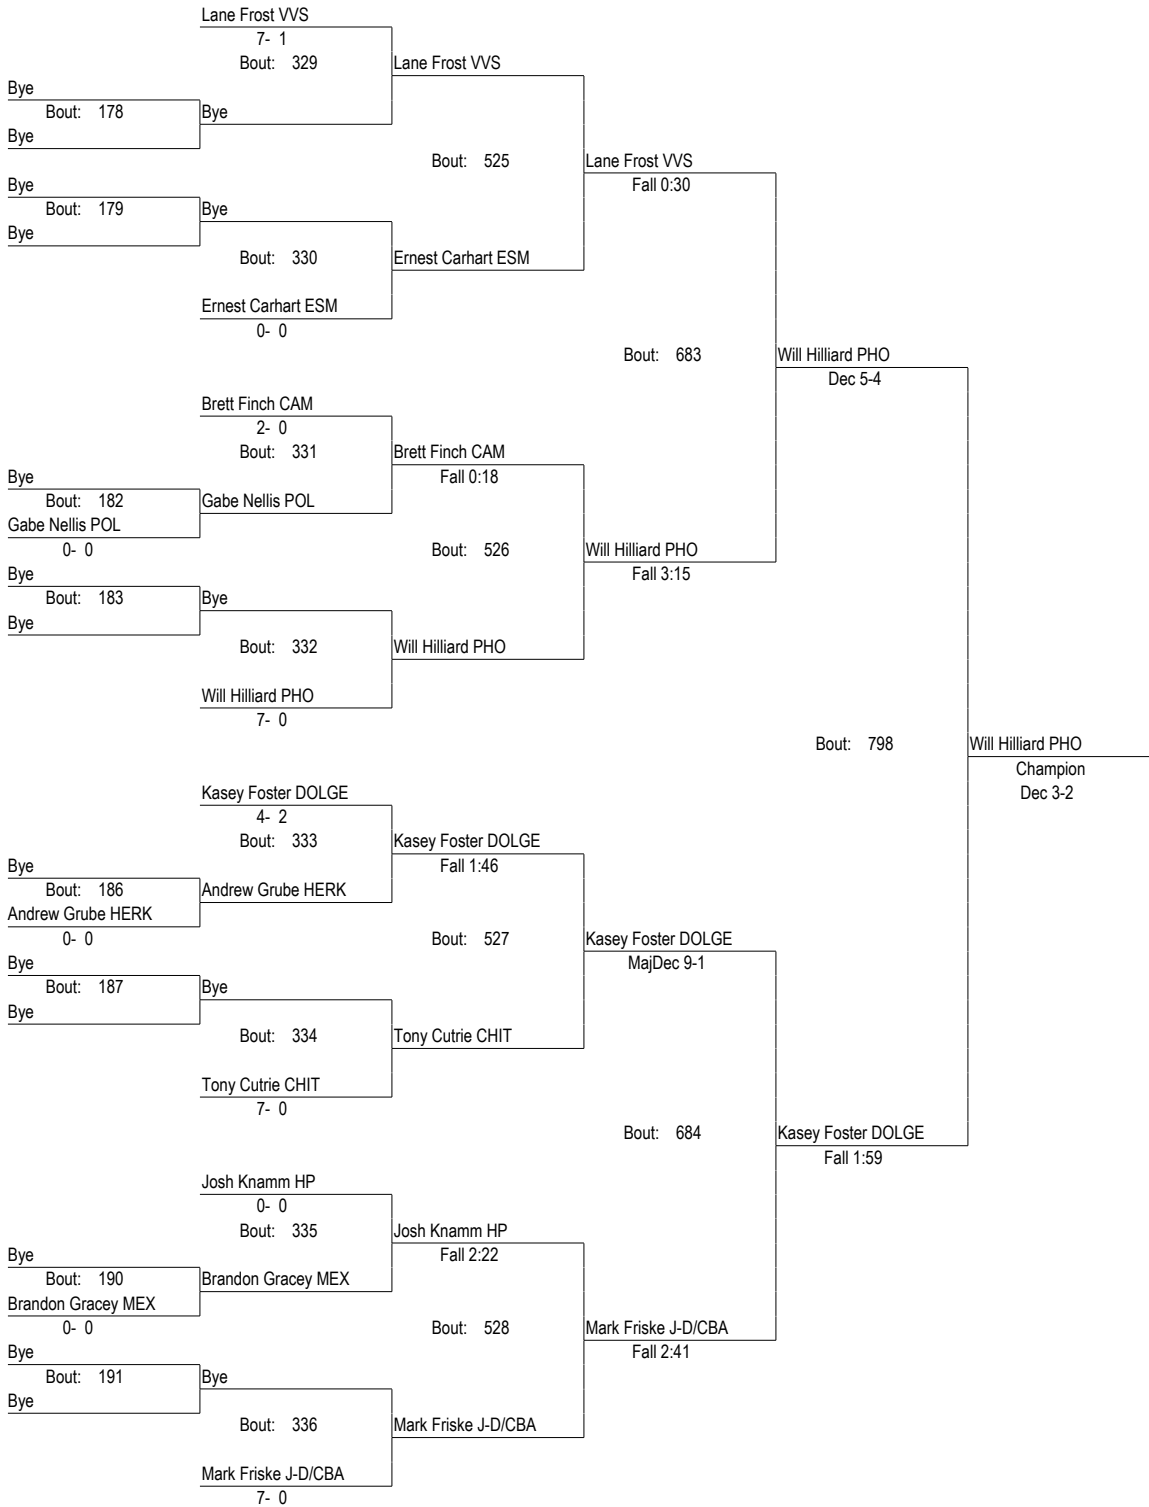 Lane Frost VVS
7- 1
Bout: 329
Lane Frost VVS
Bye
Bout: 178
Bye
Bye
Bout: 525
Lane Frost VVS
Fall 0:30
Bye
Bout: 179
Bye
Bye
Bout: 330
Ernest Carhart ESM
Ernest Carhart ESM
0- 0
Bout: 683
Will Hilliard PHO
Dec 5-4
Brett Finch CAM
2- 0
Bout: 331
Brett Finch CAM
Fall 0:18
Bye
Bout: 182
Gabe Nellis POL
Gabe Nellis POL
0- 0
Bout: 526
Will Hilliard PHO
Fall 3:15
Bye
Bout: 183
Bye
Bye
Bout: 332
Will Hilliard PHO
Will Hilliard PHO
7- 0
Bout: 798
Will Hilliard PHO
Champion
Dec 3-2
Kasey Foster DOLGE
4- 2
Bout: 333
Kasey Foster DOLGE
Fall 1:46
Bye
Bout: 186
Andrew Grube HERK
Andrew Grube HERK
0- 0
Bout: 527
Kasey Foster DOLGE
MajDec 9-1
Bye
Bout: 187
Bye
Bye
Bout: 334
Tony Cutrie CHIT
Tony Cutrie CHIT
7- 0
Bout: 684
Kasey Foster DOLGE
Fall 1:59
Josh Knamm HP
0- 0
Bout: 335
Josh Knamm HP
Fall 2:22
Bye
Bout: 190
Brandon Gracey MEX
Brandon Gracey MEX
0- 0
Bout: 528
Mark Friske J-D/CBA
Fall 2:41
Bye
Bout: 191
Bye
Bye
Bout: 336
Mark Friske J-D/CBA
Mark Friske J-D/CBA
7- 0